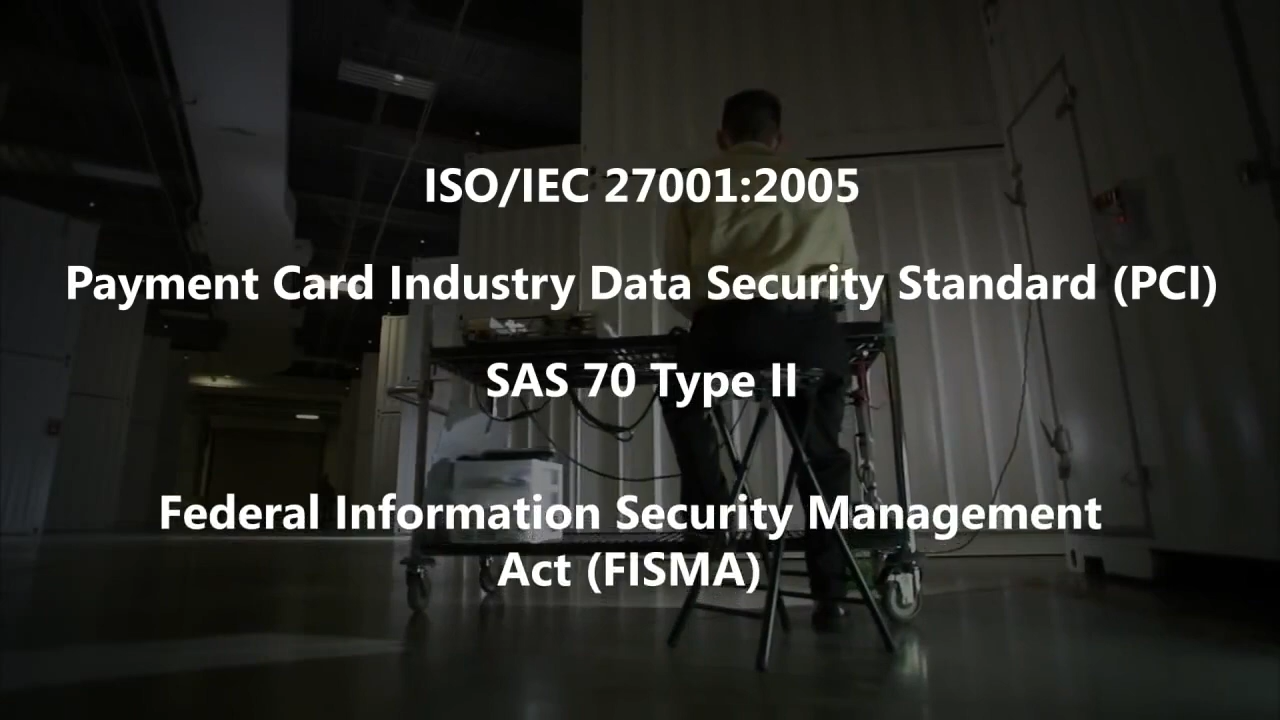 ISO/IEC 27001:2005
Payment Card Industry Data Security Standard (PCI)
SAS 70 Type II
Federal Information Security Management
Act (FISMA)